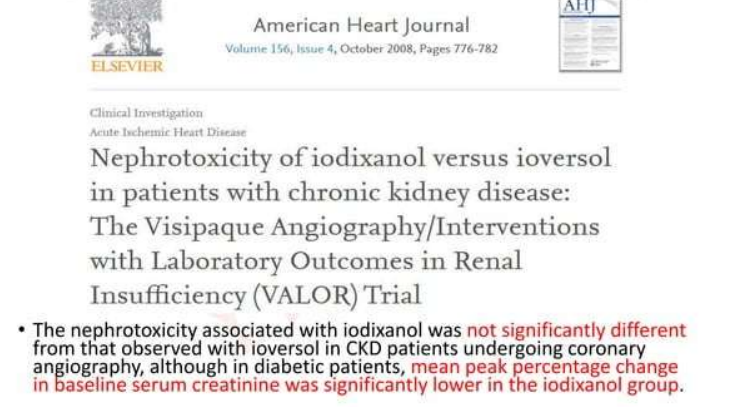 American Heart Journal
AHJ
Volume 156, Issue 4, October 2008, Pages 776-782
ELSEVIER
Clinical Investigation
Acute Ischemic Heart Disease
Nephrotoxicity of iodixanol versus ioversol
in patients with chronic kidney disease:
The Visipaque Angiography/Interventions
with Laboratory Outcomes in Renal
Insufficiency (VALOR) Trial
• The nephrotoxicity associated with iodixanol was not significantly different
from that observed with ioversol in CKD patients undergoing coronary
angiography, although in diabetic patients, mean peak percentage change
in baseline serum creatinine was significantly lower in the iodixanol group.